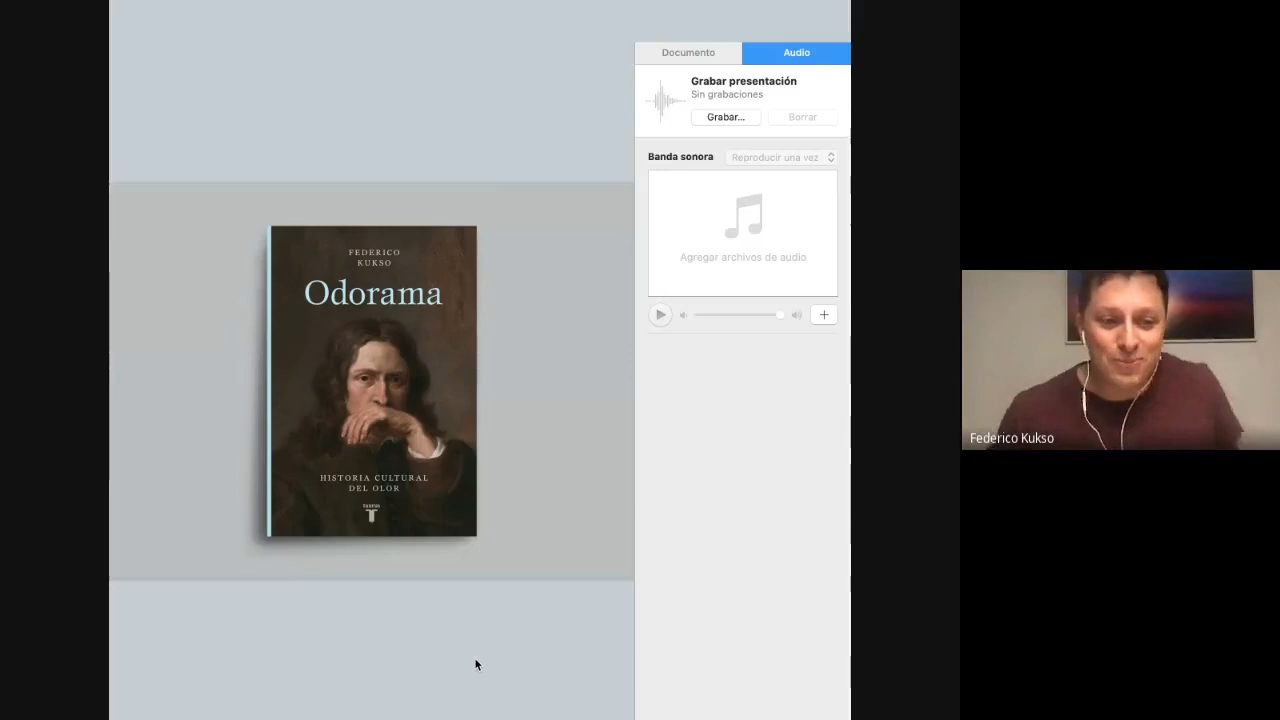 Documento
Audio
Grabar presentación
Sin grabaciones
Grabar...
Borrar
Banda sonora
Reproducir una vez
Agregar archivos de audio
FEDERICO
KUKSO
Odorama
HISTORIA CULTURAL
DEL OLOR
taurus
T
Federico Kukso